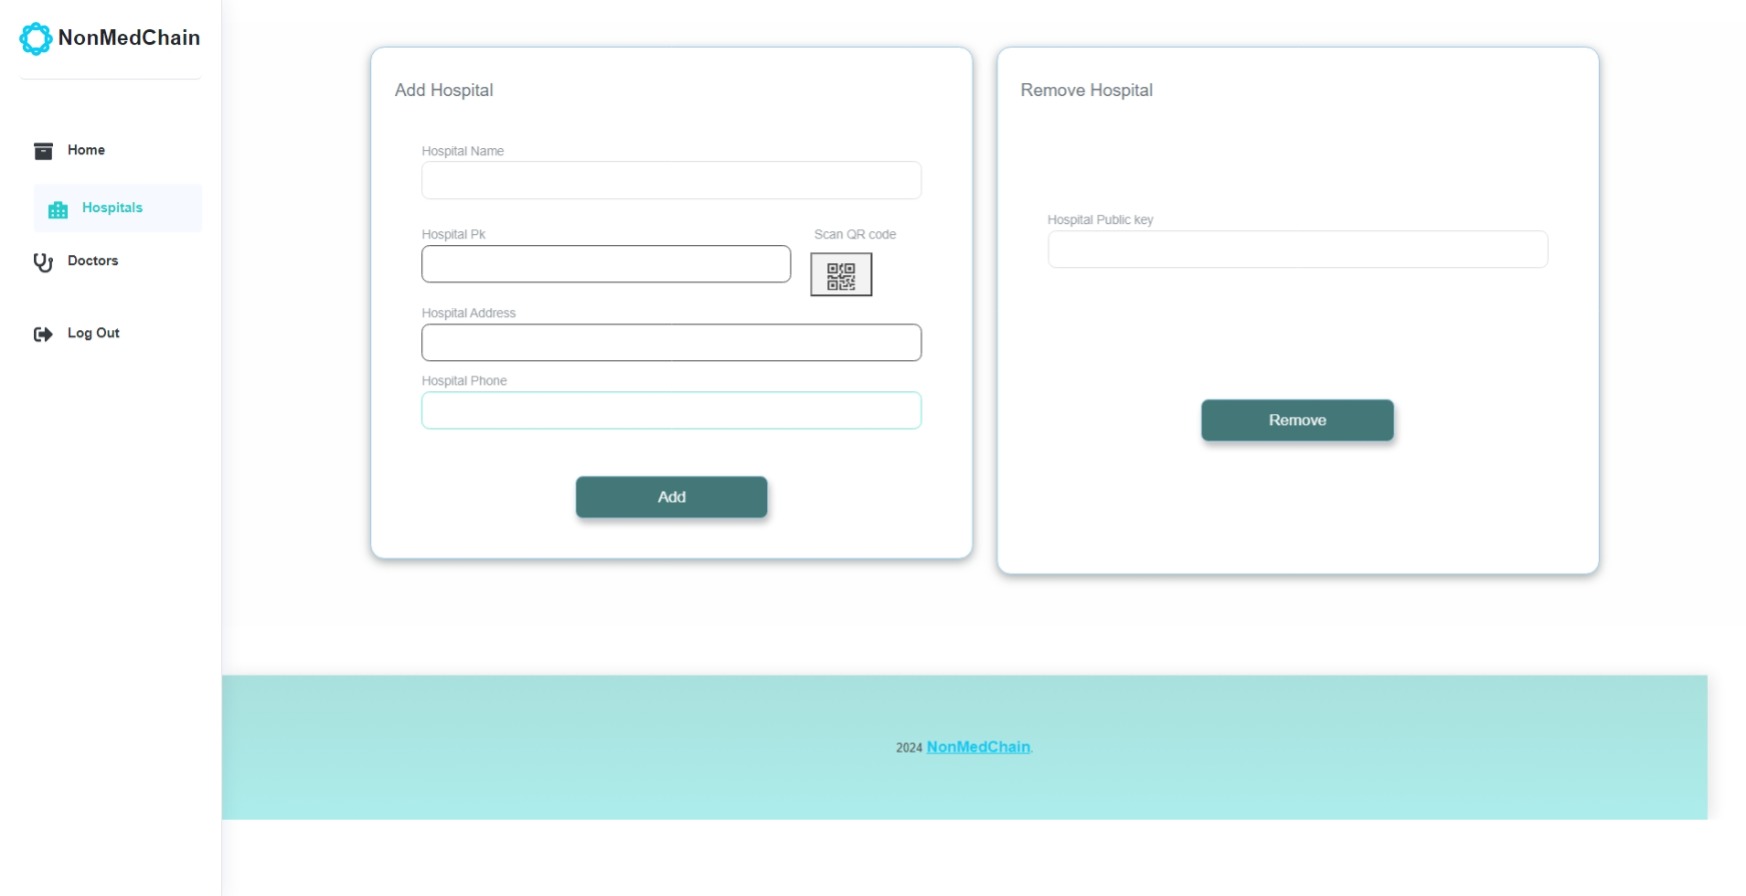 NonMedChain
Home
Hospitals
Doctors
Log Out
Add Hospital
Hospital Name
Hospital Pk
Scan QR code
Hospital Address
Hospital Phone
Add
Remove Hospital
Hospital Public key
Remove
2024 NonMedChain.